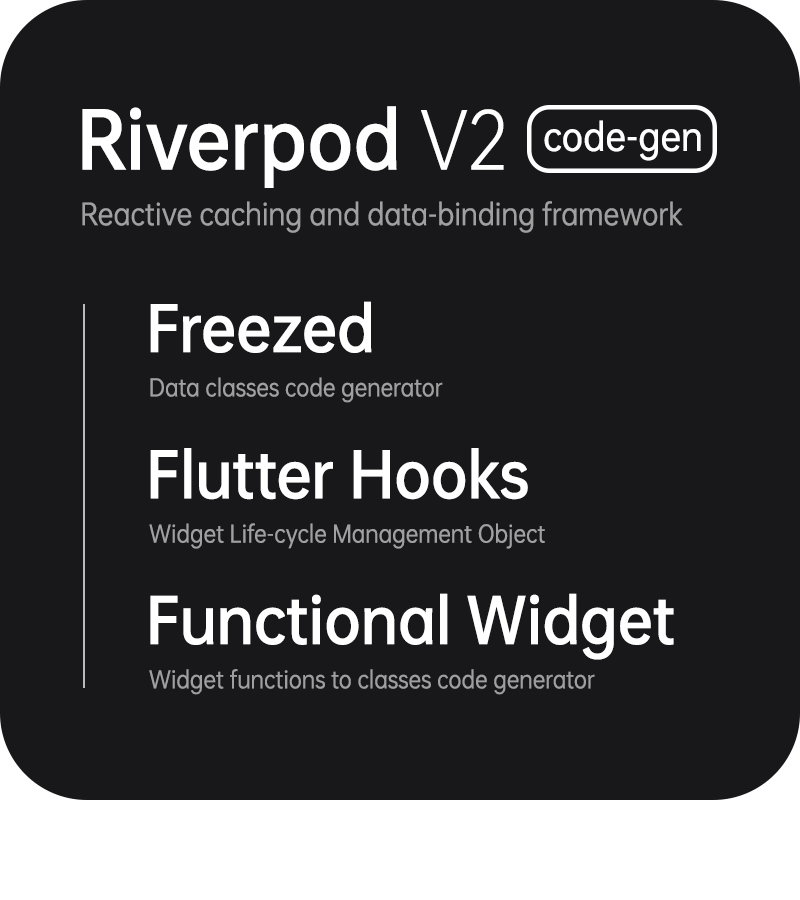 Riverpod V2 code-gen
Reactive caching and data-binding framework
Freezed
Data classes code generator
Flutter Hooks
Widget Life-cycle Management Object
Functional Widget
Widget functions to classes code generator